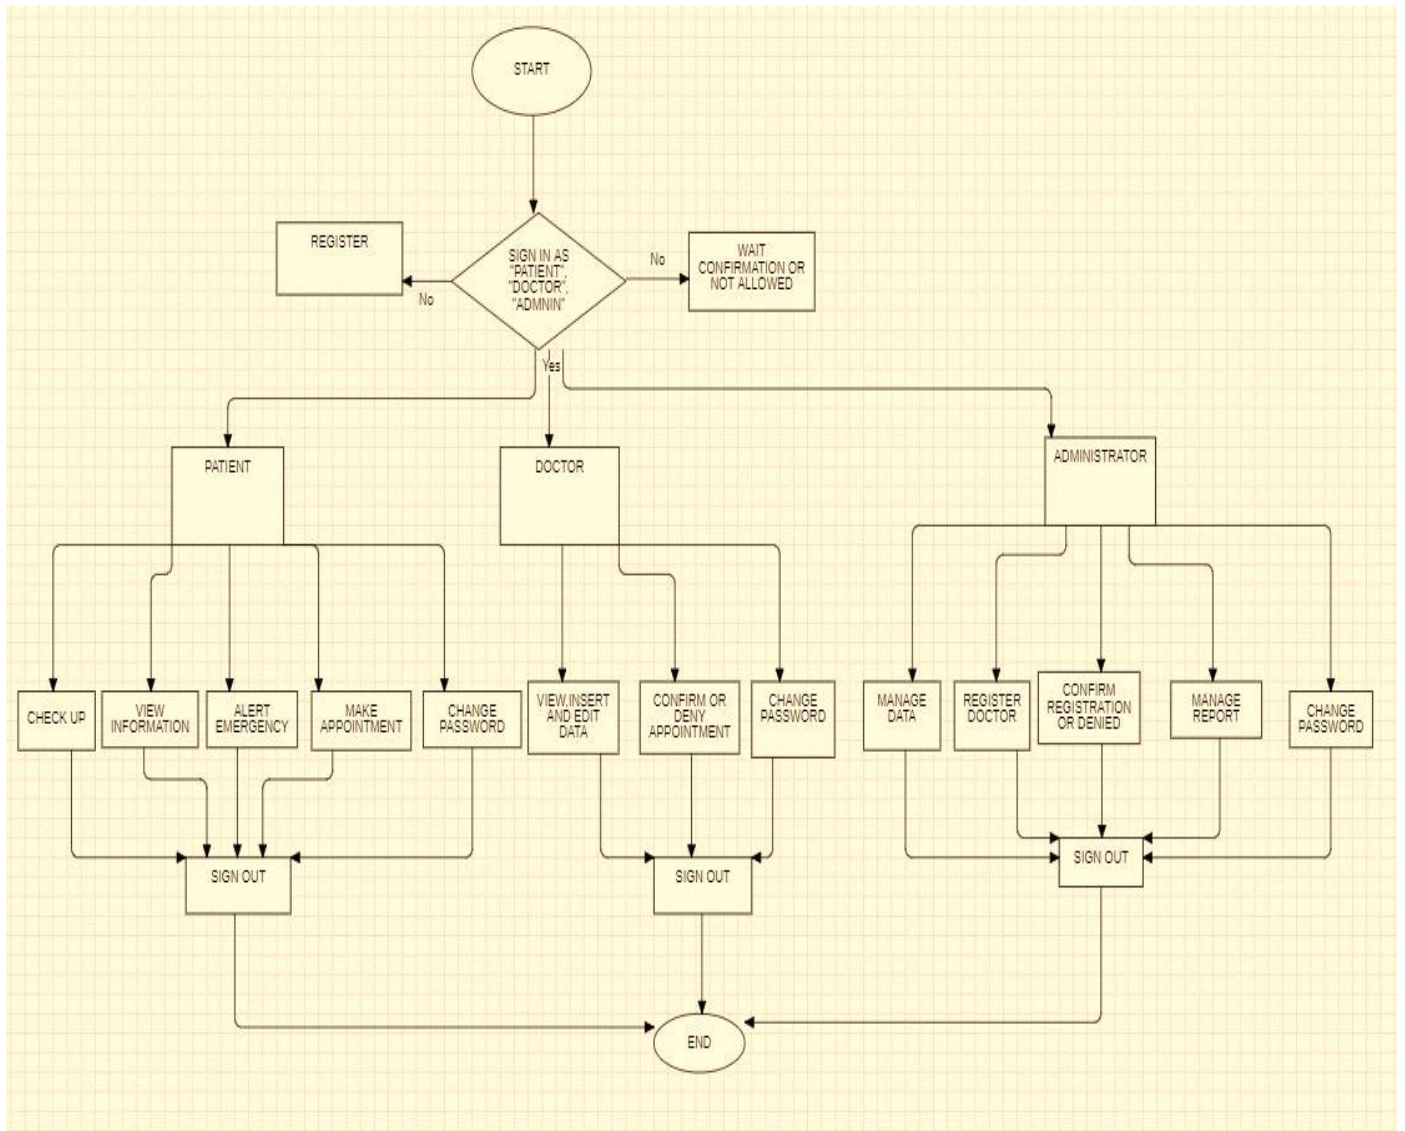 START
REGISTER
SIGN IN AS
"PATIENT",
"DOCTOR",
"ADMNIN"
No
No
WAIT
CONFIRMATION OR
NOT ALLOWED
Yes
PATIENT
DOCTOR
ADMINISTRATOR
CHECK UP
VIEW
INFORMATION
ALERT
EMERGENCY
MAKE
APPOINTMENT
CHANGE
PASSWORD
VIEW,INSERT
AND EDIT
DATA
CONFIRM OR
DENY
APPOINTMENT
CHANGE
PASSWORD
MANAGE
DATA
REGISTER
DOCTOR
CONFIRM
REGISTRATION
OR DENIED
MANAGE
REPORT
CHANGE
PASSWORD
SIGN OUT
SIGN OUT
SIGN OUT
END